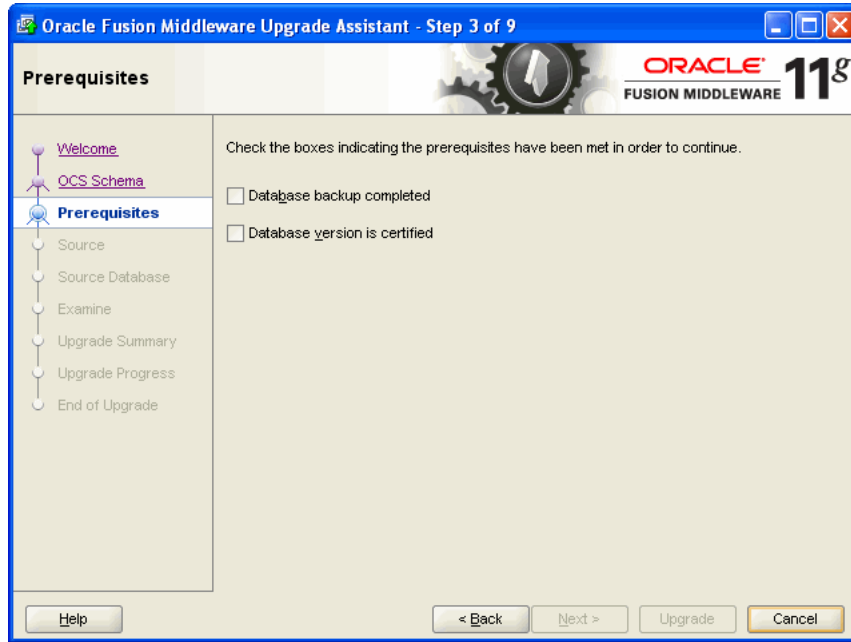 Oracle Fusion Middleware Upgrade Assistant - Step 3 of 9
Prerequisites
ORACLE
FUSION MIDDLEWARE
11g
Welcome
OCS Schema
Prerequisites
Source
Source Database
Examine
Upgrade Summary
Upgrade Progress
End of Upgrade
Check the boxes indicating the prerequisites have been met in order to continue.
Database backup completed
Database version is certified
Help
< Back
Next >
Upgrade
Cancel